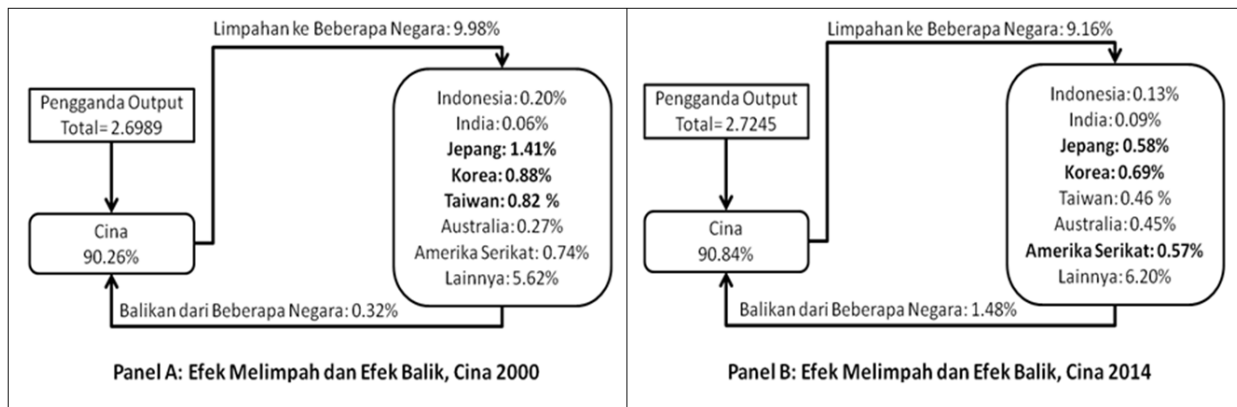 Limpahan ke Beberapa Negara: 9.98%
Pengganda Output
Total= 2.6989
Cina
90.26%
Indonesia: 0.20%
India: 0.06%
Jepang: 1.41%
Korea: 0.88%
Taiwan: 0.82 %
Australia: 0.27%
Amerika Serikat: 0.74%
Lainnya: 5.62%
Balikan dari Beberapa Negara: 0.32%
Panel A: Efek Melimpah dan Efek Balik, Cina 2000
Limpahan ke Beberapa Negara: 9.16%
Pengganda Output
Total= 2.7245
Cina
90.84%
Indonesia: 0.13%
India: 0.09%
Jepang: 0.58%
Korea: 0.69%
Taiwan: 0.46 %
Australia: 0.45%
Amerika Serikat: 0.57%
Lainnya: 6.20%
Balikan dari Beberapa Negara: 1.48%
Panel B: Efek Melimpah dan Efek Balik, Cina 2014